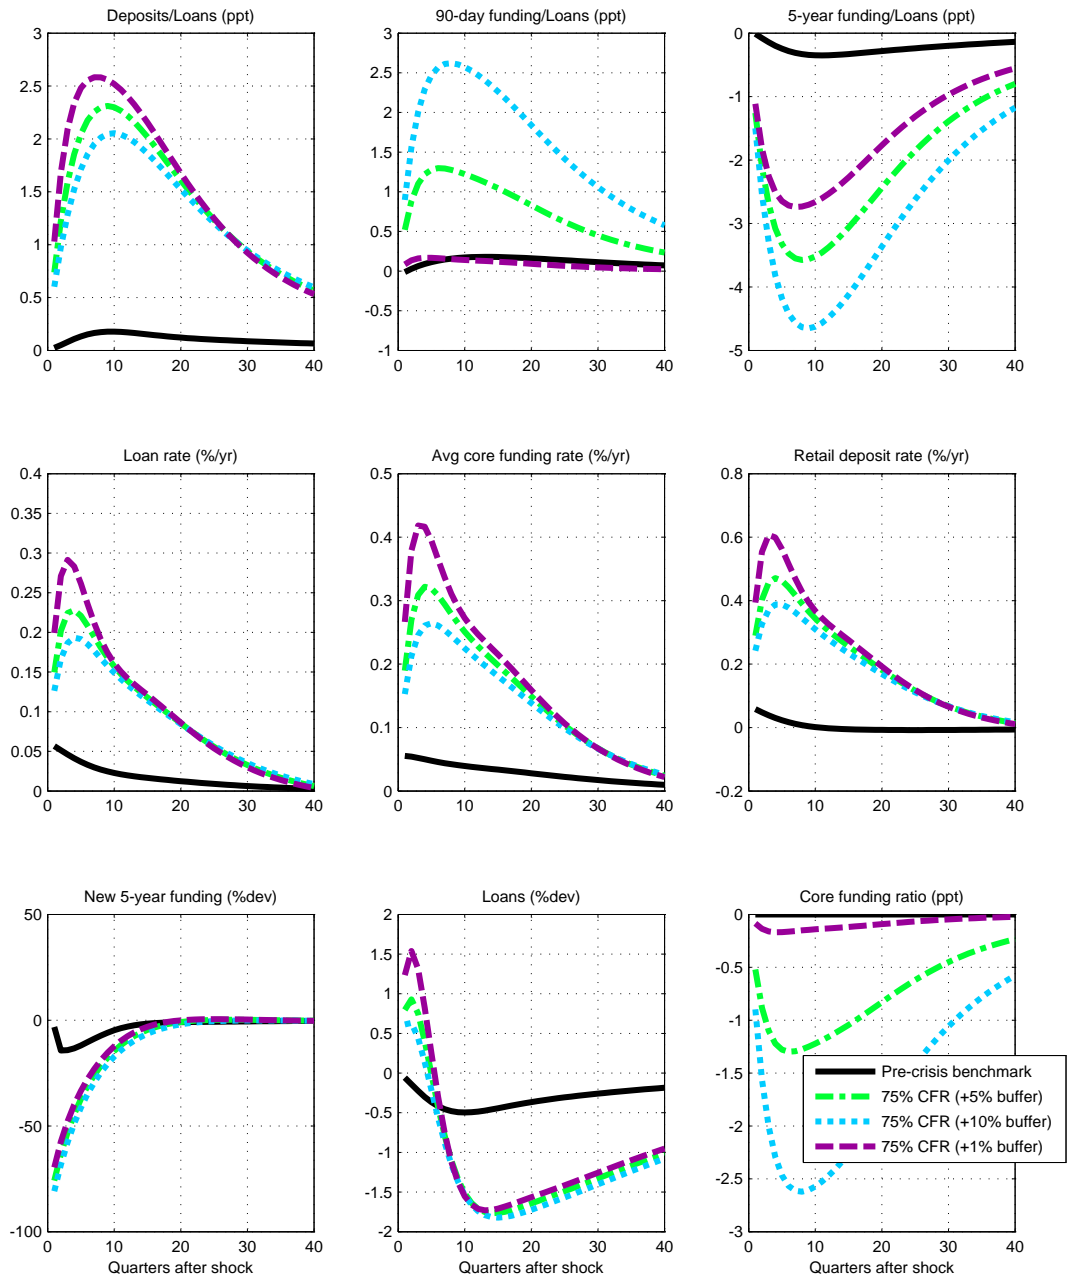 Deposits/Loans (ppt)
3
2.5
2
1.5
1
0.5
0
0 10 20 30 40
90-day funding/Loans (ppt)
3
2.5
2
1.5
1
0.5
0
-0.5
-1
0 10 20 30 40
5-year funding/Loans (ppt)
0
-1
-2
-3
-4
-5
0 10 20 30 40
Loan rate (%/yr)
0.4
0.35
0.3
0.25
0.2
0.15
0.1
0.05
0
0 10 20 30 40
Avg core funding rate (%/yr)
0.5
0.4
0.3
0.2
0.1
0
0 10 20 30 40
Retail deposit rate (%/yr)
0.8
0.6
0.4
0.2
0
-0.2
0 10 20 30 40
New 5-year funding (%dev)
50
0
-50
-100
0 10 20 30 40
Quarters after shock
Loans (%dev)
2
1.5
1
0.5
0
-0.5
-1
-1.5
-2
0 10 20 30 40
Quarters after shock
Core funding ratio (ppt)
0
-0.5
-1
-1.5
-2
-2.5
-3
0 10 20 30 40
Quarters after shock
Pre-crisis benchmark
75% CFR (+5% buffer)
75% CFR (+10% buffer)
75% CFR (+1% buffer)